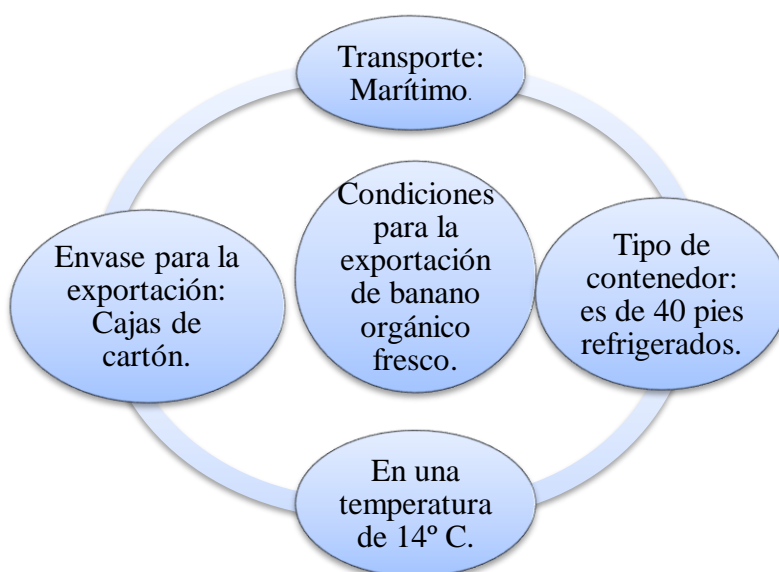 Transporte:
Marítimo.
Condiciones
para la
exportación
de banano
orgánico
fresco.
Envase para la
exportación:
Cajas de
cartón.
Tipo de
contenedor:
es de 40 pies
refrigerados.
En una
temperatura
de 14º C.